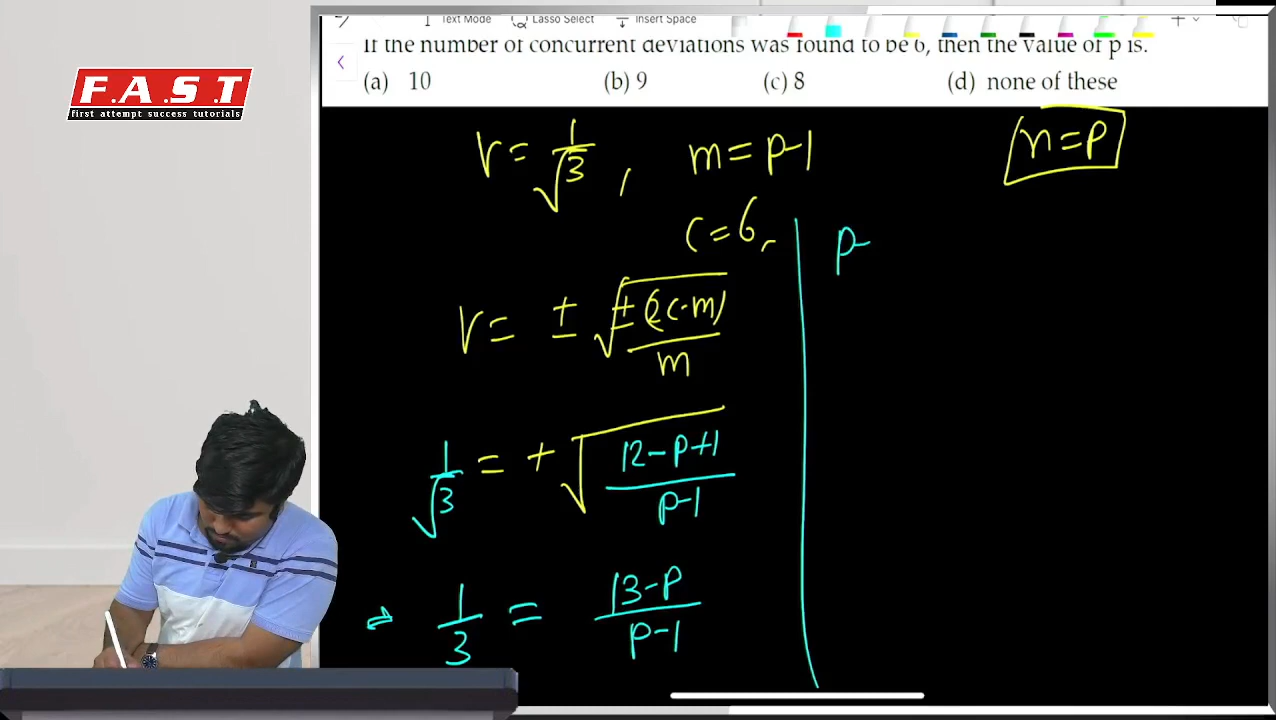 Text Mode Lasso Select Insert Space
If the number of concurrent deviations was found to be 6, then the value of p is.
(a) 10 (b) 9 (c) 8 (d) none of these
F.A.S.T
first attempt success tutorials
r = 1/√3 , m = p-1 n = p
c = 6,
p-
r = ± √(±(2c-m)/m)
1/√3 = + √((12-p+1)/(p-1))
⇒ 1/3 = (13-p)/(p-1)